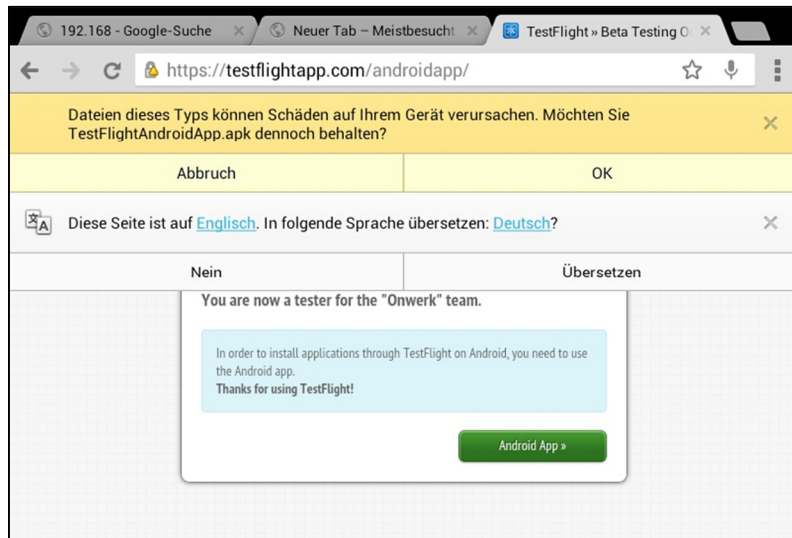 192.168 - Google-Suche
Neuer Tab – Meistbesucht
TestFlight » Beta Testing O
https://testflightapp.com/androidapp/
Dateien dieses Typs können Schäden auf Ihrem Gerät verursachen. Möchten Sie
TestFlightAndroidApp.apk dennoch behalten?
Abbruch
OK
Diese Seite ist auf Englisch. In folgende Sprache übersetzen: Deutsch?
Nein
Übersetzen
You are now a tester for the "Onwerk" team.
In order to install applications through TestFlight on Android, you need to use
the Android app.
Thanks for using TestFlight!
Android App »